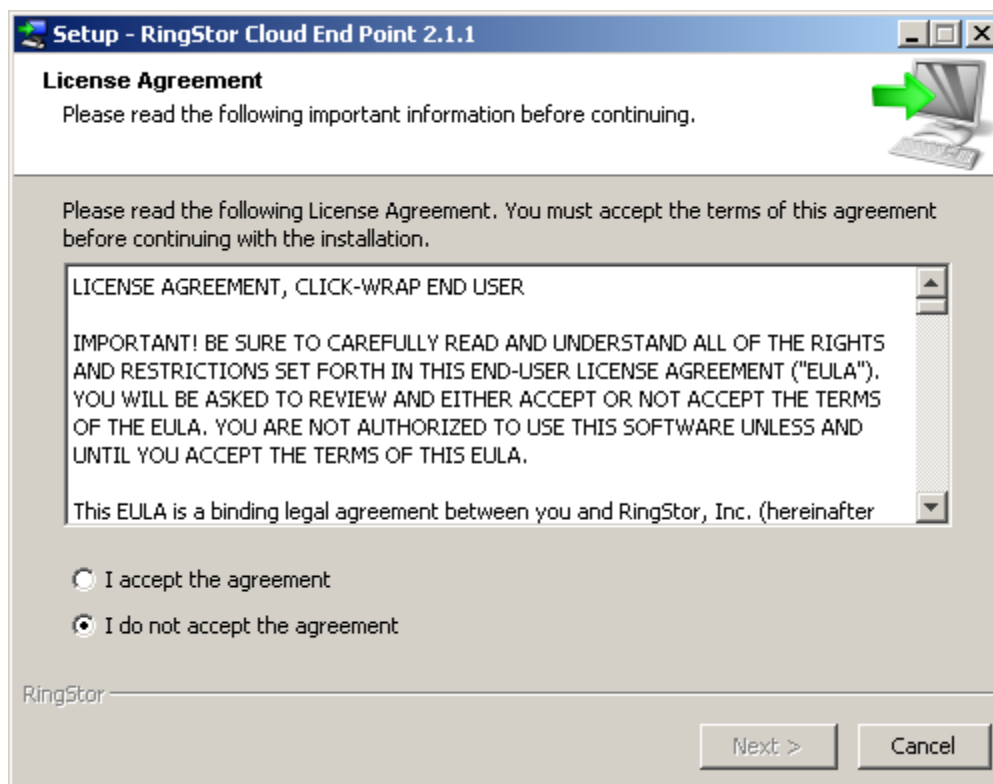 Setup - RingStor Cloud End Point 2.1.1
License Agreement
Please read the following important information before continuing.
Please read the following License Agreement. You must accept the terms of this agreement
before continuing with the installation.
LICENSE AGREEMENT, CLICK-WRAP END USER
IMPORTANT! BE SURE TO CAREFULLY READ AND UNDERSTAND ALL OF THE RIGHTS
AND RESTRICTIONS SET FORTH IN THIS END-USER LICENSE AGREEMENT ("EULA").
YOU WILL BE ASKED TO REVIEW AND EITHER ACCEPT OR NOT ACCEPT THE TERMS
OF THE EULA. YOU ARE NOT AUTHORIZED TO USE THIS SOFTWARE UNLESS AND
UNTIL YOU ACCEPT THE TERMS OF THIS EULA.
This EULA is a binding legal agreement between you and RingStor, Inc. (hereinafter
I accept the agreement
I do not accept the agreement
RingStor
Next >
Cancel